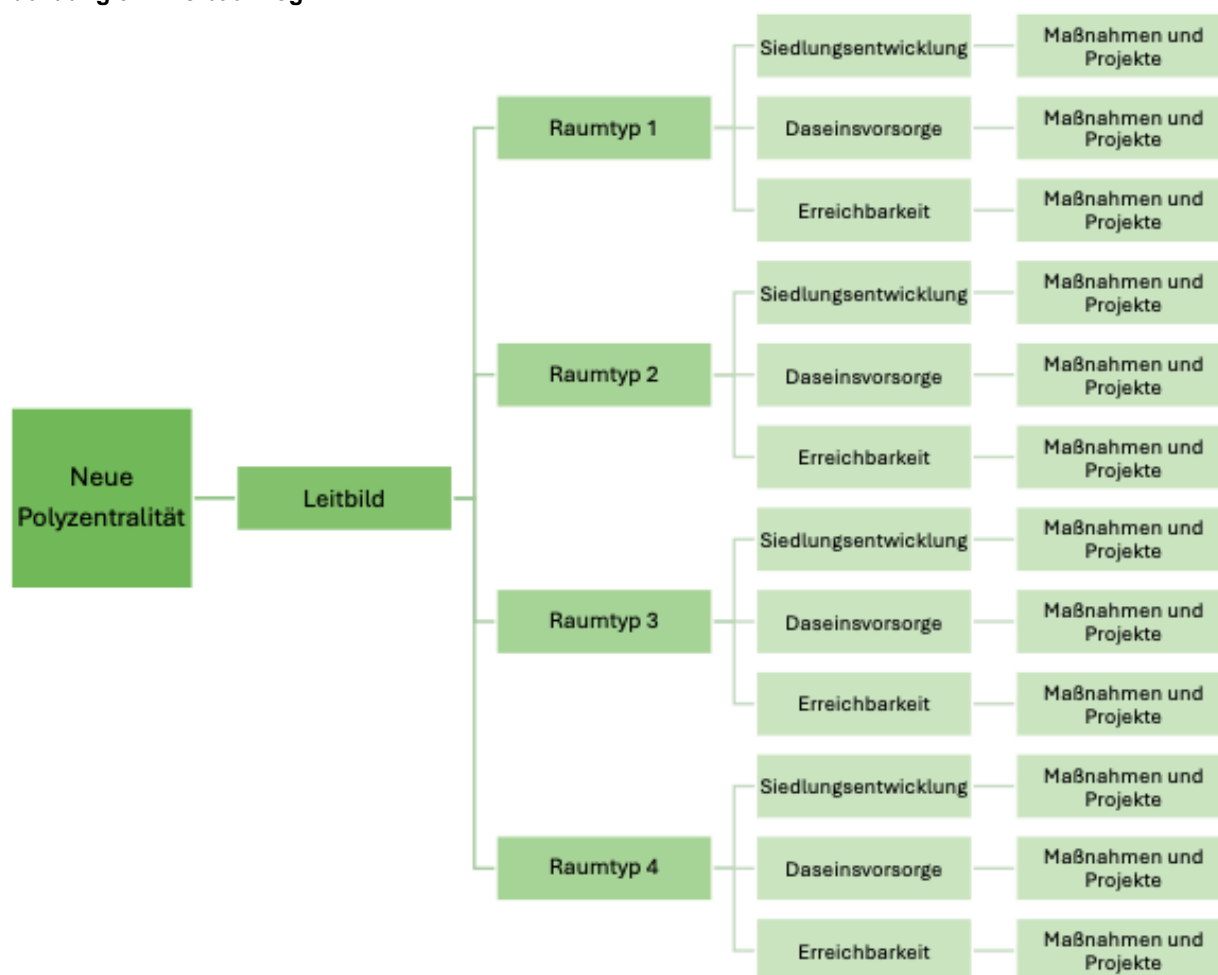 Neue
Polyzentralität
Leitbild
Raumtyp 1
Siedlungsentwicklung
Maßnahmen und
Projekte
Daseinsvorsorge
Maßnahmen und
Projekte
Erreichbarkeit
Maßnahmen und
Projekte
Raumtyp 2
Siedlungsentwicklung
Maßnahmen und
Projekte
Daseinsvorsorge
Maßnahmen und
Projekte
Erreichbarkeit
Maßnahmen und
Projekte
Raumtyp 3
Siedlungsentwicklung
Maßnahmen und
Projekte
Daseinsvorsorge
Maßnahmen und
Projekte
Erreichbarkeit
Maßnahmen und
Projekte
Raumtyp 4
Siedlungsentwicklung
Maßnahmen und
Projekte
Daseinsvorsorge
Maßnahmen und
Projekte
Erreichbarkeit
Maßnahmen und
Projekte